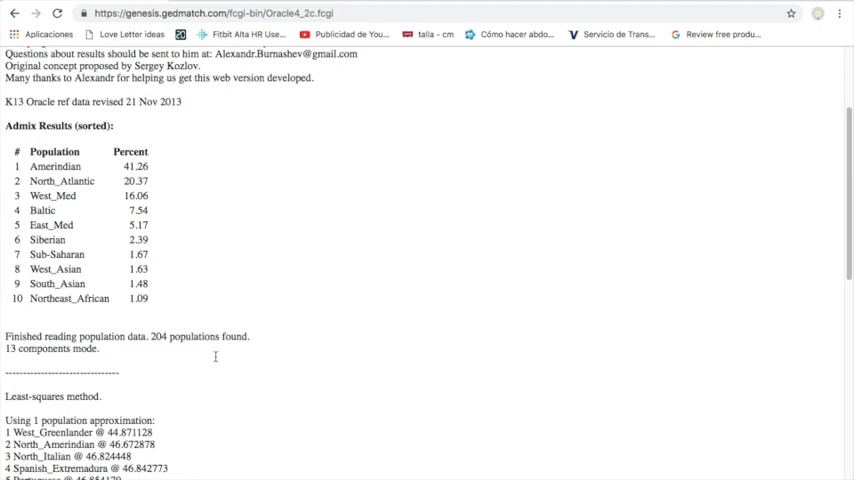 https://genesis.gedmatch.com/fcgi-bin/Oracle4_2c.fcgi
Aplicaciones Love Letter ideas 20 Fitbit Alta HR Use... Publicidad de You... talia - cm Cómo hacer abdo... V Servicio de Trans... G Review free produ...
Questions about results should be sent to him at: Alexandr.Burnashev@gmail.com
Original concept proposed by Sergey Kozlov.
Many thanks to Alexandr for helping us get this web version developed.
K13 Oracle ref data revised 21 Nov 2013
Admix Results (sorted):
# Population Percent
1 Amerindian 41.26
2 North_Atlantic 20.37
3 West_Med 16.06
4 Baltic 7.54
5 East_Med 5.17
6 Siberian 2.39
7 Sub-Saharan 1.67
8 West_Asian 1.63
9 South_Asian 1.48
10 Northeast_African 1.09
Finished reading population data. 204 populations found.
13 components mode.
--------------------------------
Least-squares method.
Using 1 population approximation:
1 West_Greenlander @ 44.871128
2 North_Amerindian @ 46.672878
3 North_Italian @ 46.824448
4 Spanish_Extremadura @ 46.842773
5 Portuguese @ 46.854179